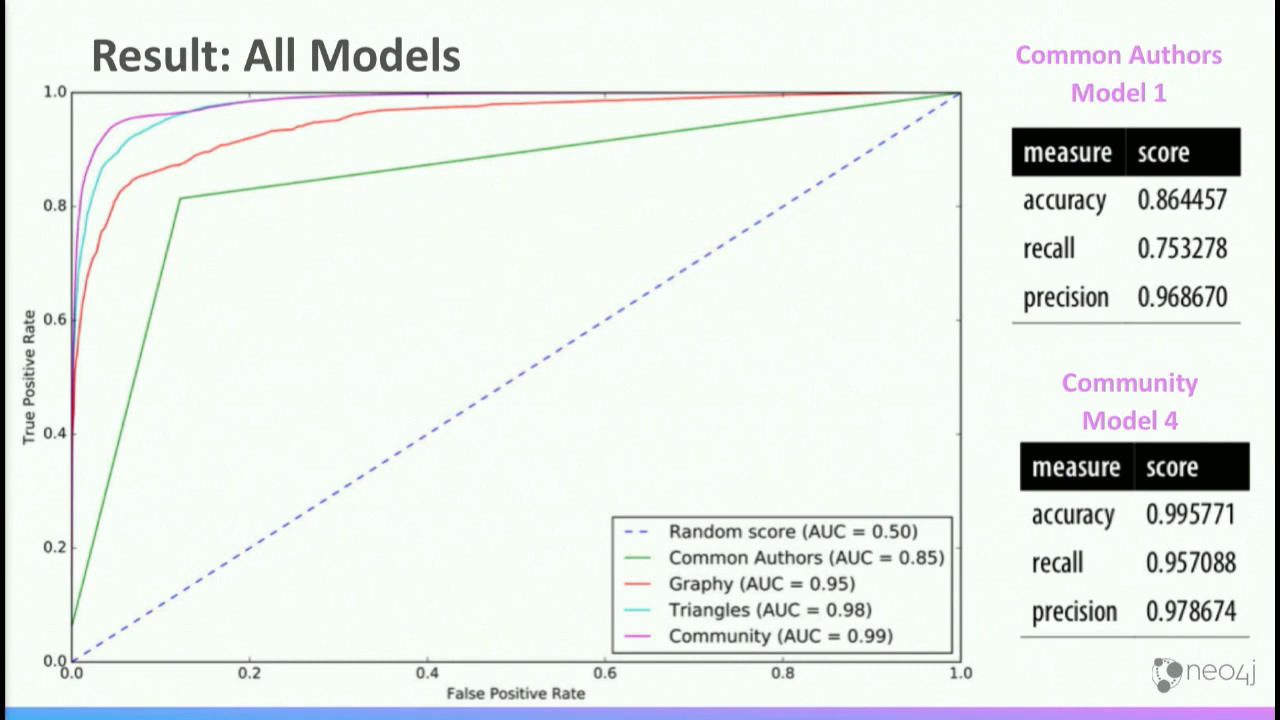 Result: All Models
1.0
0.8
0.6
0.4
0.2
0.0
True Positive Rate
0.0 0.2 0.4 0.6 0.8 1.0
False Positive Rate
Random score (AUC = 0.50)
Common Authors (AUC = 0.85)
Graphy (AUC = 0.95)
Triangles (AUC = 0.98)
Community (AUC = 0.99)
Common Authors
Model 1
measure score
accuracy 0.864457
recall 0.753278
precision 0.968670
Community
Model 4
measure score
accuracy 0.995771
recall 0.957088
precision 0.978674
neo4j